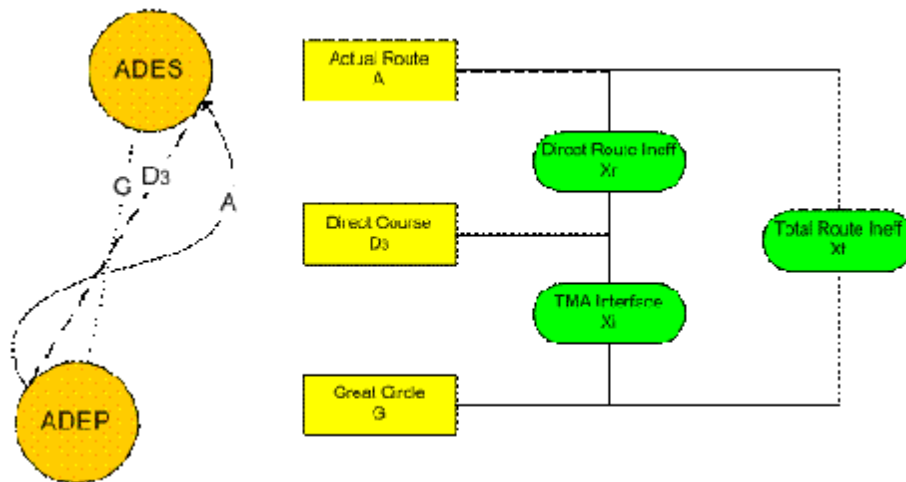 ADES
G
D3
A
ADEP
Actual Route
A
Direct Course
D3
Great Circle
G
Direct Route Ineff
Xr
TMA Interface
Xi
Total Route Ineff
Xt